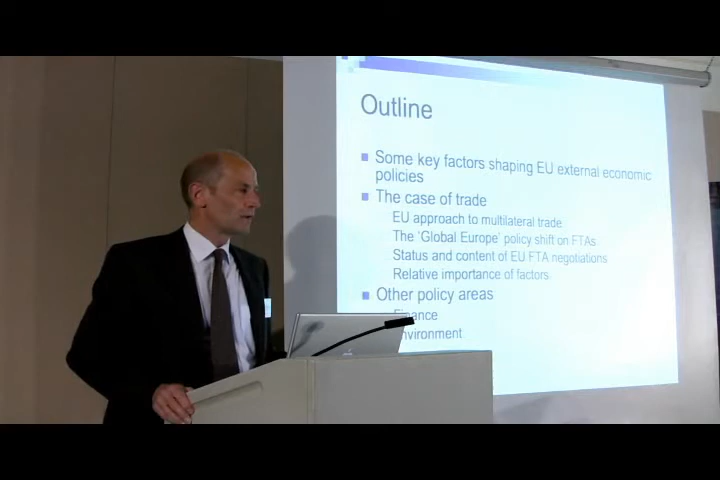 Outline
Some key factors shaping EU external economic
policies
The case of trade
EU approach to multilateral trade
The 'Global Europe' policy shift on FTAs
Status and content of EU FTA negotiations
Relative importance of factors
Other policy areas
Finance
Environment